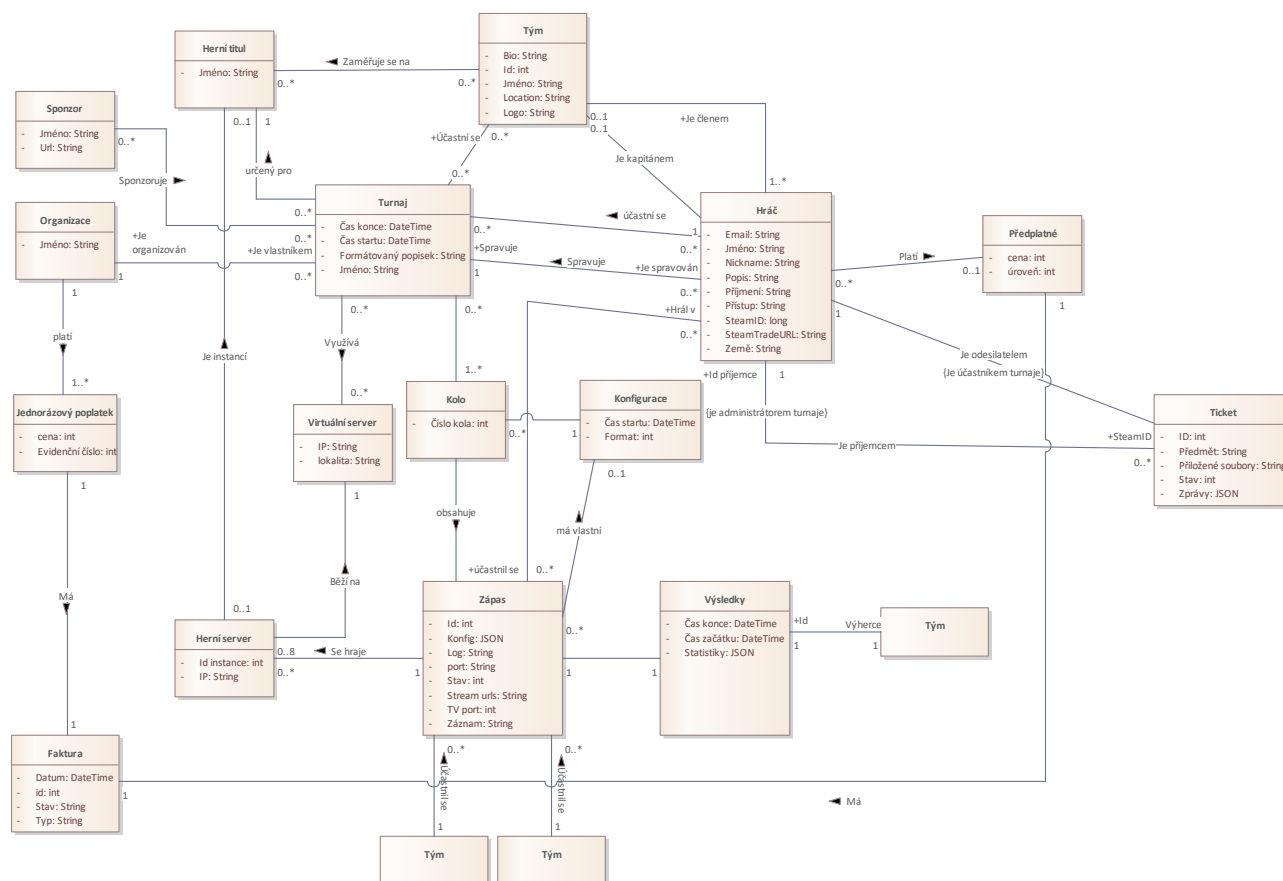 Tým
- Bio: String
- Id: int
- Jméno: String
- Location: String
- Logo: String
Herní titul
- Jméno: String
Zaměřuje se na
0..*
0..*
Sponzor
- Jméno: String
- Url: String
0..*
Sponzoruje
0..1
1
určený pro
+Účastní se
0..*
0..*
0..1
0..1
+Je členem
Je kapitánem
1..*
Turnaj
- Čas konce: DateTime
- Čas startu: DateTime
- Formátovaný popisek: String
- Jméno: String
0..*
0..*
+Je vlastníkem
0..*
Organizace
- Jméno: String
+Je
organizován
1
1
Hráč
- Email: String
- Jméno: String
- Nickname: String
- Popis: String
- Příjmení: String
- Přístup: String
- SteamID: long
- SteamTradeURL: String
- Země: String
účastní se
0..*
1
0..*
+Spravuje
Spravuje
+Je spravován
1
0..*
+Hrál v
0..*
Předplatné
- cena: int
- úroveň: int
Platí
0..1
0..*
1
1
platí
1..*
Je instancí
Využívá
0..*
0..*
0..*
1..*
Jednorázový poplatek
- cena: int
- Evidenční číslo: int
1
Virtuální server
- IP: String
- lokalita: String
1
Kolo
- Číslo kola: int
0..*
1
Konfigurace
- Čas startu: DateTime
- Format: int
0..1
+Id příjemce
1
{je administrátorem turnaje}
Je odesilatelem
{Je účastníkem turnaje}
Je příjemcem
+SteamID
0..*
Ticket
- ID: int
- Předmět: String
- Přiložené soubory: String
- Stav: int
- Zprávy: JSON
obsahuje
má vlastní
+účastnil se
0..*
Běží na
Má
0..1
Herní server
- Id instance: int
- IP: String
0..8
0..*
Se hraje
1
Zápas
- Id: int
- Konfig: JSON
- Log: String
- port: String
- Stav: int
- Stream urls: String
- TV port: int
- Záznam: String
0..*
1
1
Výsledky
- Čas konce: DateTime
- Čas začátku: DateTime
- Statistiky: JSON
+Id
1
Výherce
1
Tým
1
Faktura
- Datum: DateTime
- id: int
- Stav: String
- Typ: String
1
0..*
0..*
Účastnil se
Účastnil se
1
1
Má
Tým
Tým